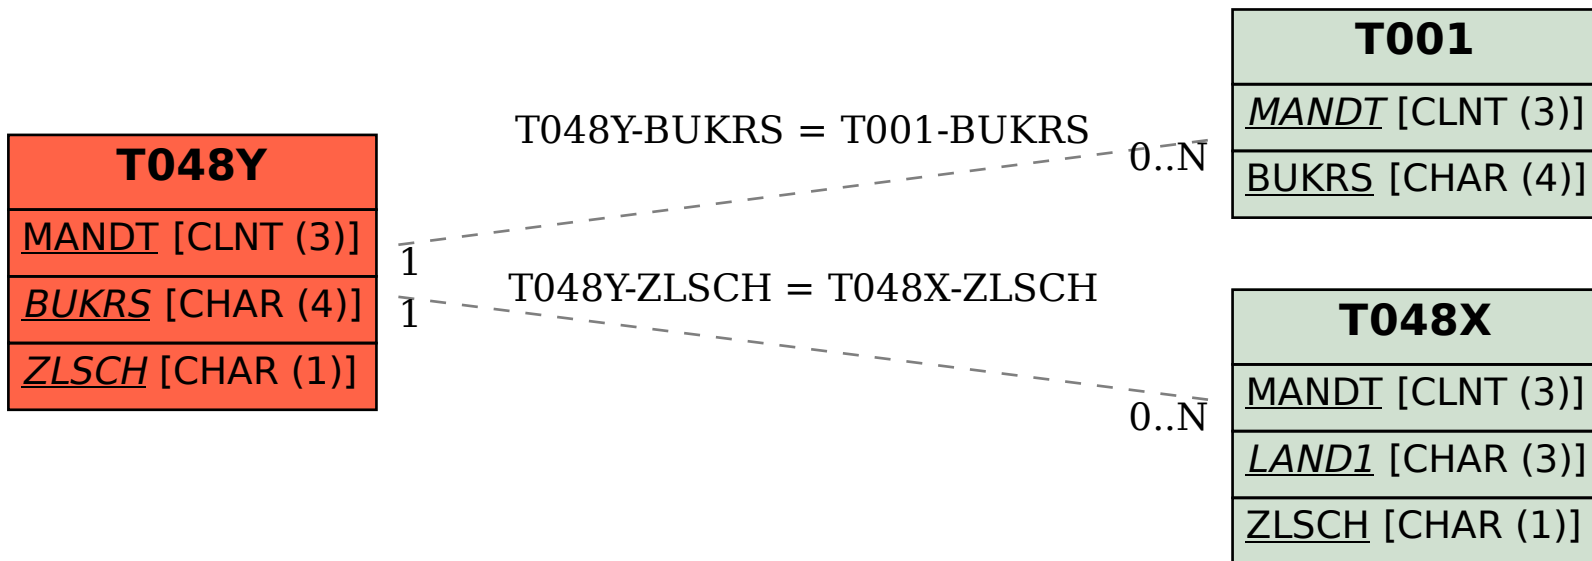 T048Y
MANDT [CLNT (3)]
BUKRS [CHAR (4)]
ZLSCH [CHAR (1)]
T048Y-BUKRS = T001-BUKRS
1
0..N
T048Y-ZLSCH = T048X-ZLSCH
1
0..N
T001
MANDT [CLNT (3)]
BUKRS [CHAR (4)]
T048X
MANDT [CLNT (3)]
LAND1 [CHAR (3)]
ZLSCH [CHAR (1)]